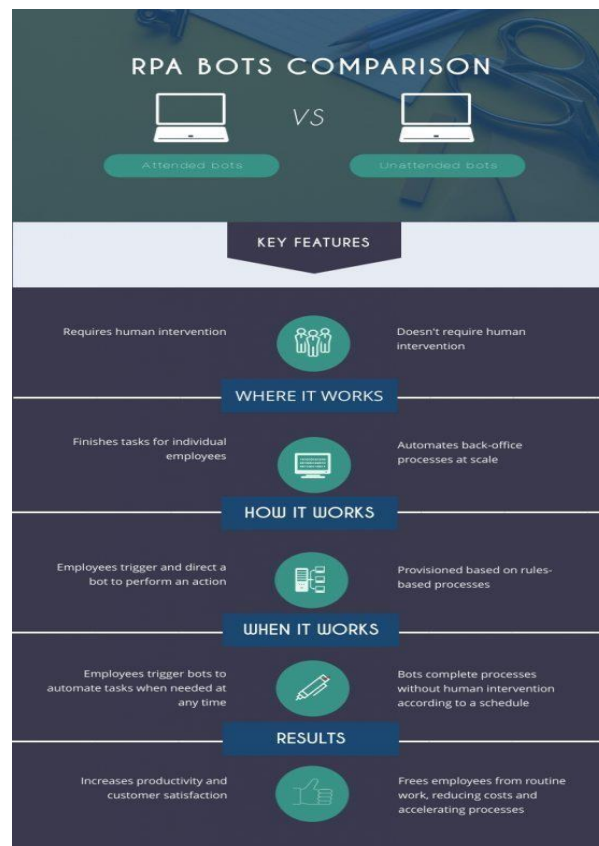 RPA BOTS COMPARISON
VS
Attended bots
Unattended bots
KEY FEATURES
Requires human intervention
Doesn't require human
intervention
WHERE IT WORKS
Finishes tasks for individual
employees
Automates back-office
processes at scale
HOW IT WORKS
Employees trigger and direct a
bot to perform an action
Provisioned based on rules-
based processes
WHEN IT WORKS
Employees trigger bots to
automate tasks when needed at
any time
Bots complete processes
without human intervention
according to a schedule
RESULTS
Increases productivity and
customer satisfaction
Frees employees from routine
work, reducing costs and
accelerating processes